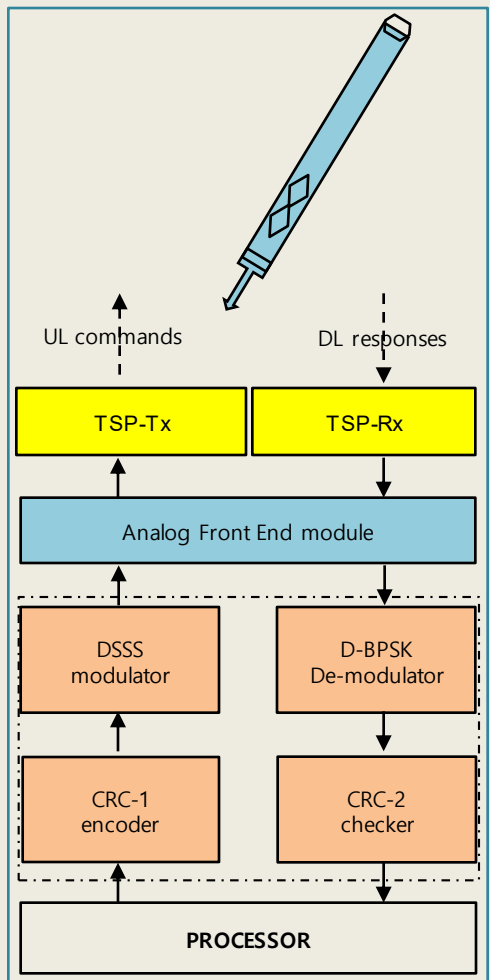 UL commands
DL responses
TSP-Tx
TSP-Rx
Analog Front End module
DSSS
modulator
D-BPSK
De-modulator
CRC-1
encoder
CRC-2
checker
PROCESSOR